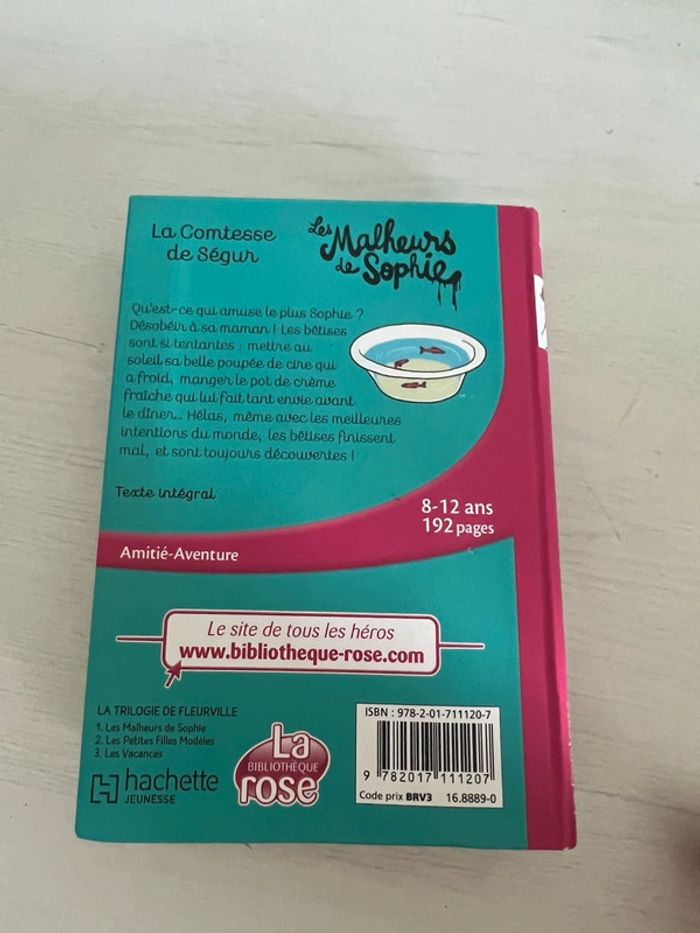 La Comtesse
de Ségur
Les
Malheurs
de Sophie
Qu'est-ce qui amuse le plus Sophie ?
Désobéir à sa maman ! Les bêtises
sont si tentantes : mettre au
soleil sa belle poupée de cire qui
a froid, manger le pot de crème
fraîche qui lui fait tant envie avant
le dîner... Hélas, même avec les meilleures
intentions du monde, les bêtises finissent
mal, et sont toujours découvertes !
Texte intégral
8-12 ans
192 pages
Amitié-Aventure
Le site de tous les héros
www.bibliotheque-rose.com
LA TRILOGIE DE FLEURVILLE
1. Les Malheurs de Sophie
2. Les Petites Filles Modèles
3. Les Vacances
hachette
JEUNESSE
La
BIBLIOTHÈQUE
rose
ISBN : 978-2-01-711120-7
9 782017 111207
Code prix BRV3 16.8889-0